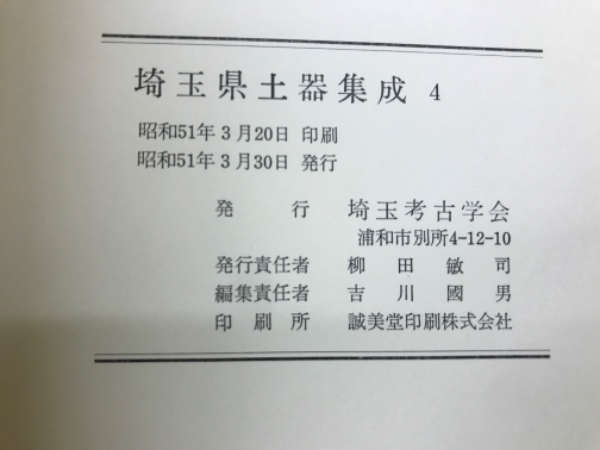 埼玉県土器集成 4
昭和51年3月20日 印刷
昭和51年3月30日 発行
発行 埼玉考古学会
浦和市別所4-12-10
発行責任者 柳田敏司
編集責任者 吉川國男
印刷所 誠美堂印刷株式会社